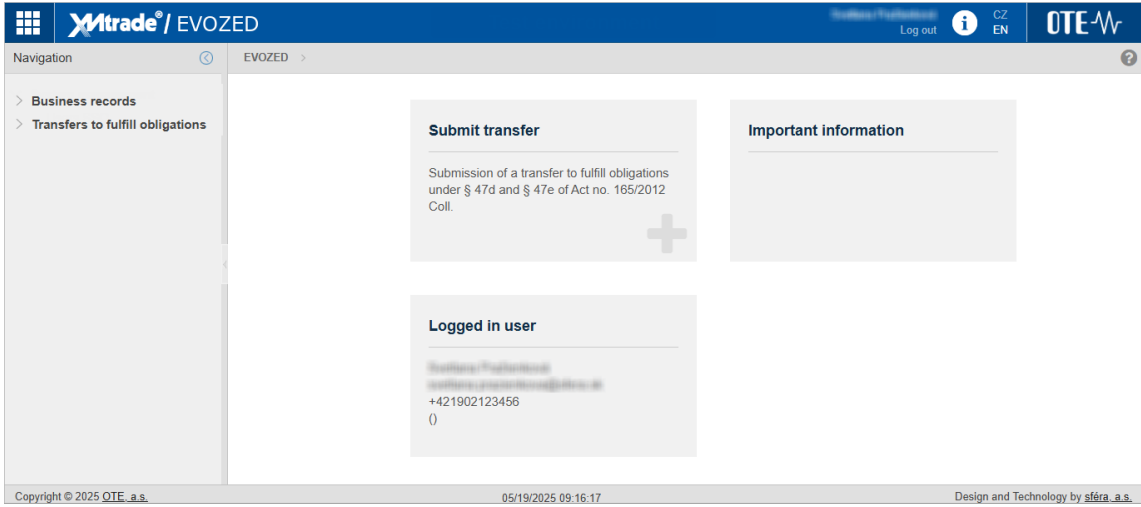 XMtrade®/ EVOZED
Log out
i
CZ
EN
OTE
Navigation
EVOZED >
?
> Business records
> Transfers to fulfill obligations
Submit transfer
Submission of a transfer to fulfill obligations
under § 47d and § 47e of Act no. 165/2012
Coll.
Important information
Logged in user
+421902123456
()
Copyright © 2025 OTE, a.s.
05/19/2025 09:16:17
Design and Technology by sféra, a.s.